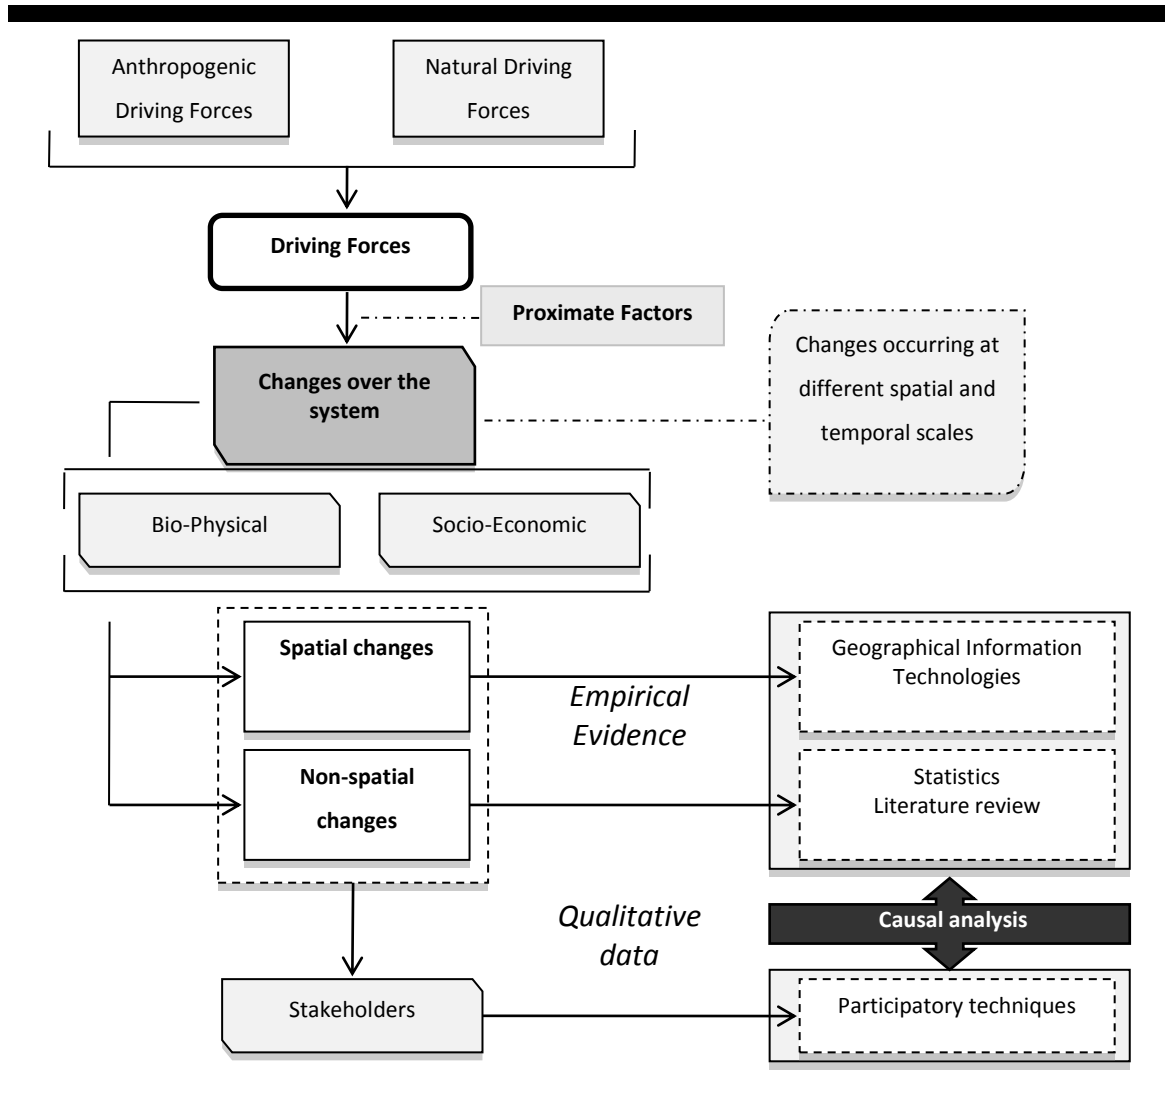 Anthropogenic
Driving Forces
Natural Driving
Forces
Driving Forces
Proximate Factors
Changes occurring at
different spatial and
temporal scales
Changes over the
system
Bio-Physical
Socio-Economic
Spatial changes
Empirical
Evidence
Geographical Information
Technologies
Non-spatial
changes
Statistics
Literature review
Qualitative
data
Causal analysis
Stakeholders
Participatory techniques